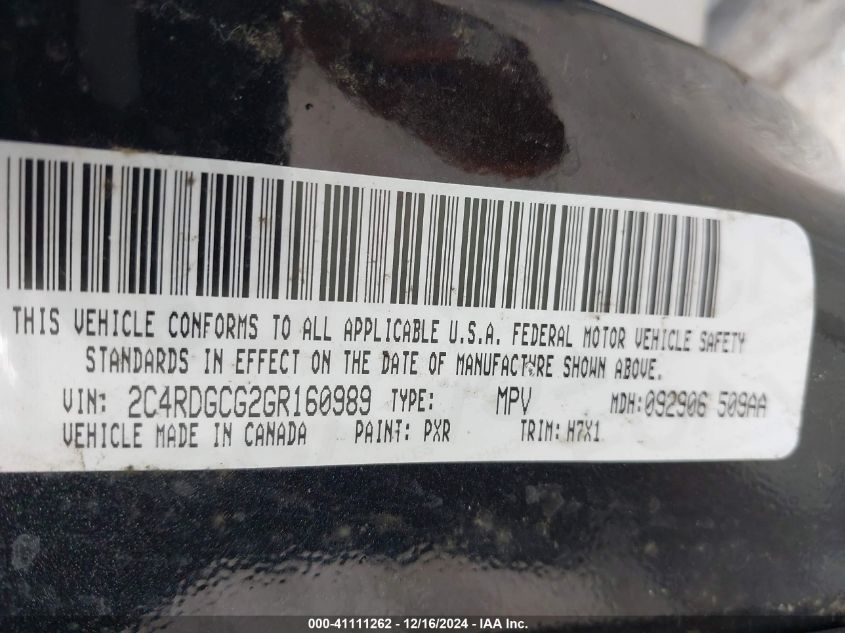 THIS VEHICLE CONFORMS TO ALL APPLICABLE U.S.A. FEDERAL MOTOR VEHICLE SAFETY
STANDARDS IN EFFECT ON THE DATE OF MANUFACTURE SHOWN ABOVE.
VIN: 2C4RDGCG2GR160989 TYPE: MPV MDH:092906 509AA
VEHICLE MADE IN CANADA PAINT: PXR TRIM: H7X1
000-41111262 - 12/16/2024 - IAA Inc.